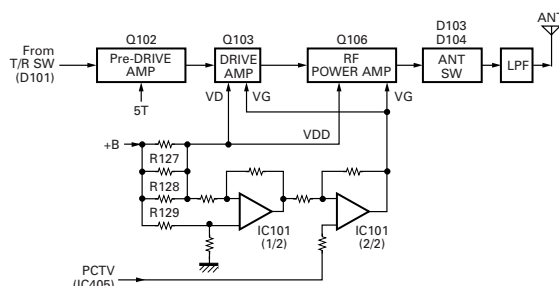 ANT
Q102
Q103
Q106
D103
D104
From
T/R SW
(D101)
Pre-DRIVE
AMP
DRIVE
AMP
RF
POWER AMP
ANT
SW
LPF
5T
VD
VG
VG
VDD
+B
R127
R128
R129
IC101
(1/2)
IC101
(2/2)
PCTV
(IC405)